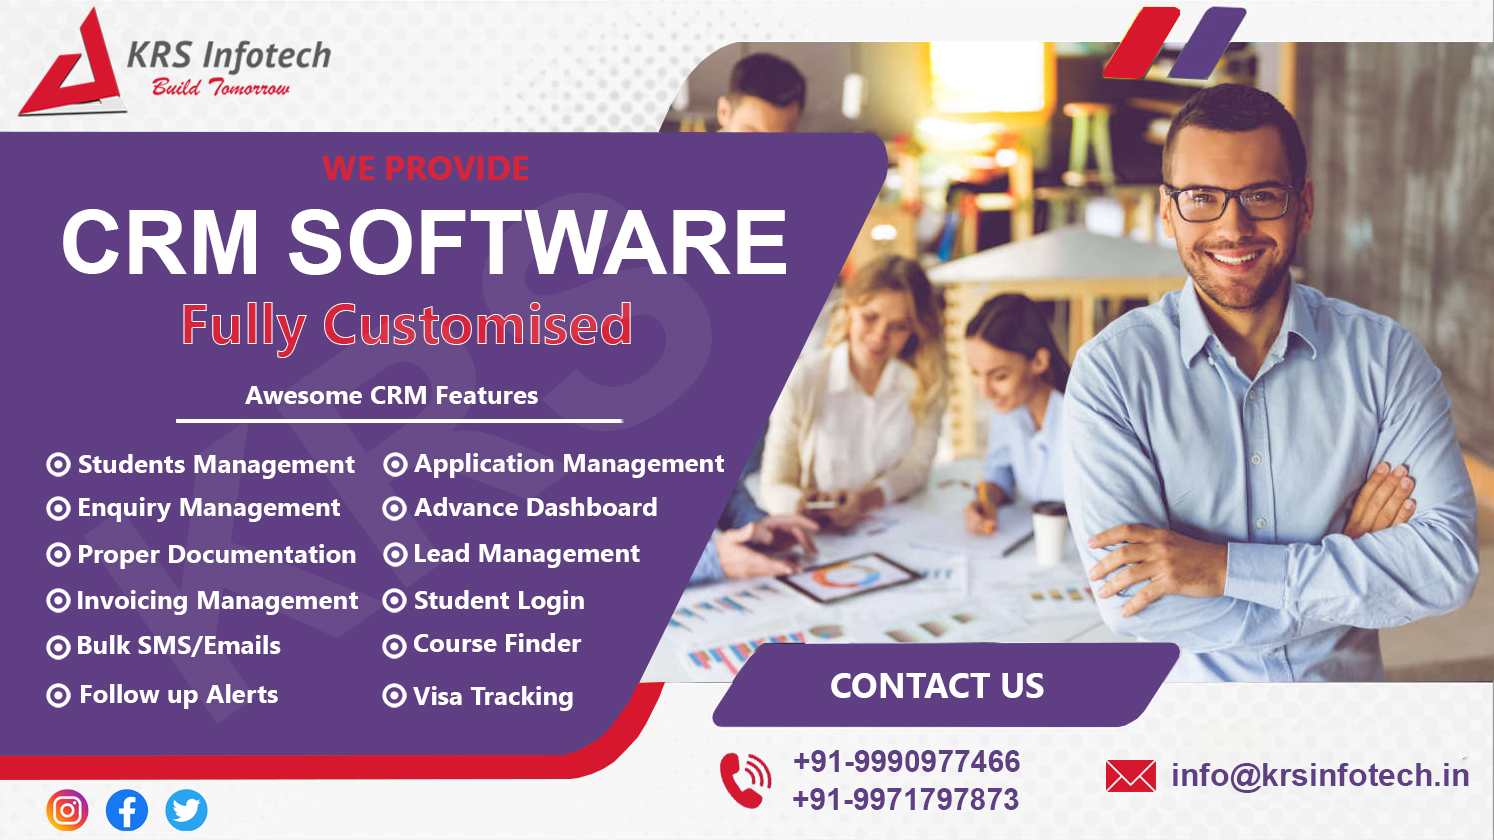 KRS Infotech
Build Tomorrow
WE PROVIDE
CRM SOFTWARE
Fully Customised
Awesome CRM Features
Students Management
Enquiry Management
Proper Documentation
Invoicing Management
Bulk SMS/Emails
Follow up Alerts
Application Management
Advance Dashboard
Lead Management
Student Login
Course Finder
Visa Tracking
KRS
CONTACT US
+91-9990977466
+91-9971797873
info@krsinfotech.in